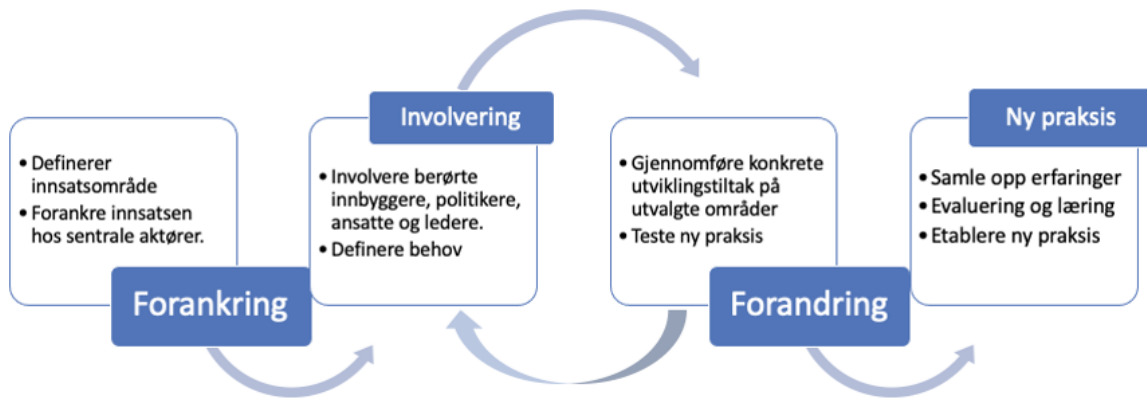 • Definerer
innsatsområde
• Forankre innsatsen
hos sentrale aktører.
Forankring
Involvering
• Involvere berørte
innbyggere, politikere,
ansatte og ledere.
• Definere behov
• Gjennomføre konkrete
utviklingstiltak på
utvalgte områder
• Teste ny praksis
Forandring
Ny praksis
• Samle opp erfaringer
• Evaluering og læring
• Etablere ny praksis